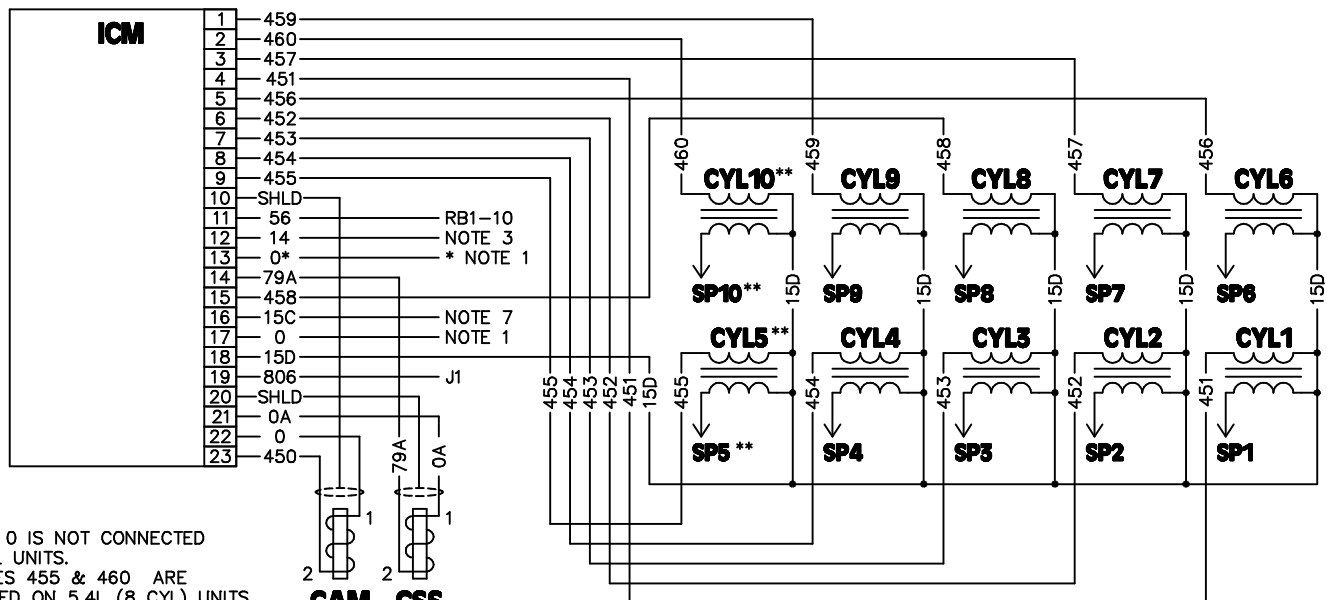 ICM
1 459
2 460
3 457
4 451
5 456
6 452
7 453
8 454
9 455
10 SHLD
11 56 RB1-10
12 14 NOTE 3
13 0* * NOTE 1
14 79A
15 458
16 15C NOTE 7
17 0 NOTE 1
18 15D
19 806 J1
20 SHLD
21 0A
22 0
23 450
460 459 458 457 456
CYL10** CYL9 CYL8 CYL7 CYL6
15D 15D 15D 15D 15D
SP10** SP9 SP8 SP7 SP6
CYL5** CYL4 CYL3 CYL2 CYL1
455 454 453 452 451 15D 455 454 453 452 451
SP5 ** SP4 SP3 SP2 SP1
79A 0A
1 1
2 2
CAM CSS
0 IS NOT CONNECTED
UNITS.
ES 455 & 460 ARE
ED ON 5.4L (8 CYL) UNITS